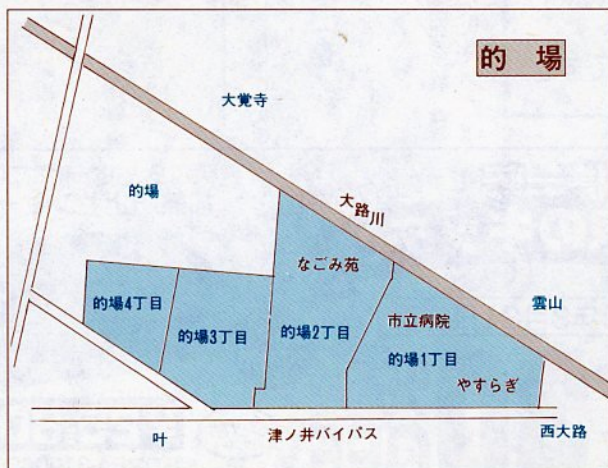 的場
大覚寺
的場
大路川
なごみ苑
雲山
的場4丁目
市立病院
的場3丁目
的場2丁目
的場1丁目
やすらぎ
叶
津ノ井バイパス
西大路